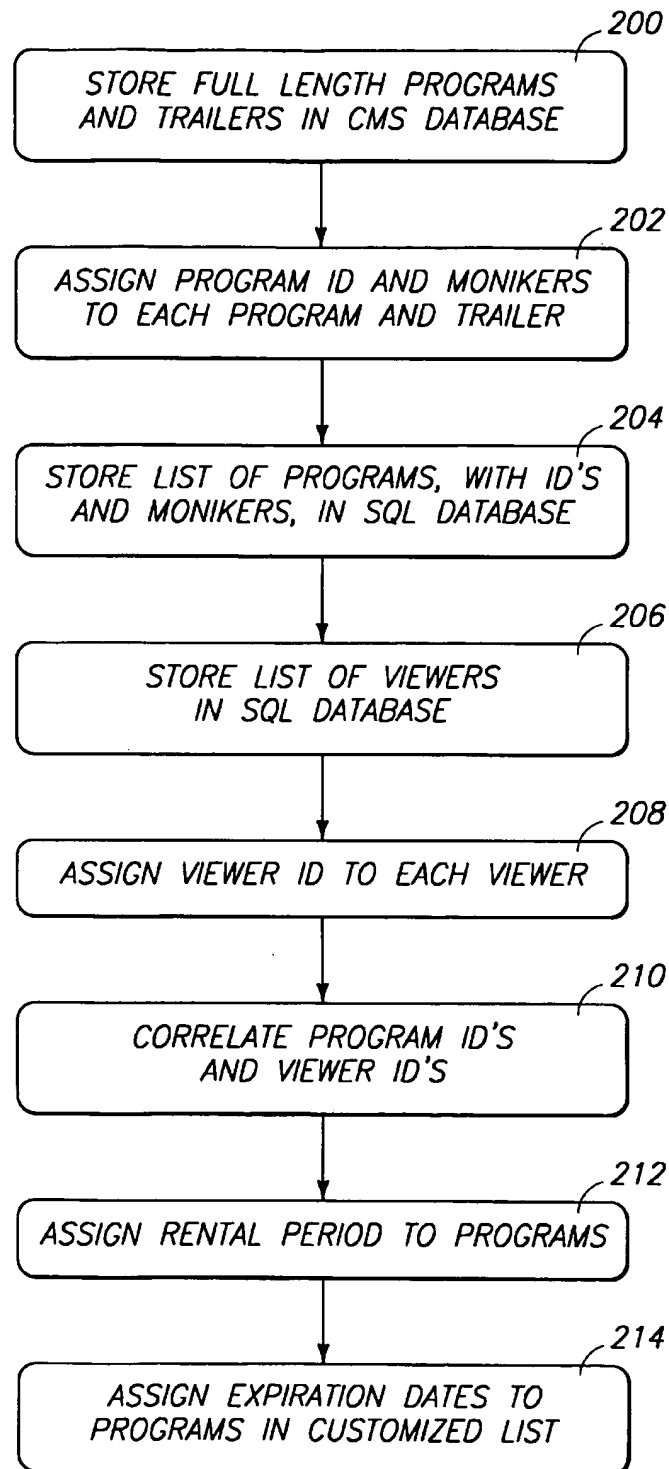 200
STORE FULL LENGTH PROGRAMS
AND TRAILERS IN CMS DATABASE
202
ASSIGN PROGRAM ID AND MONIKERS
TO EACH PROGRAM AND TRAILER
204
STORE LIST OF PROGRAMS, WITH ID'S
AND MONIKERS, IN SQL DATABASE
206
STORE LIST OF VIEWERS
IN SQL DATABASE
208
ASSIGN VIEWER ID TO EACH VIEWER
210
CORRELATE PROGRAM ID'S
AND VIEWER ID'S
212
ASSIGN RENTAL PERIOD TO PROGRAMS
214
ASSIGN EXPIRATION DATES TO
PROGRAMS IN CUSTOMIZED LIST